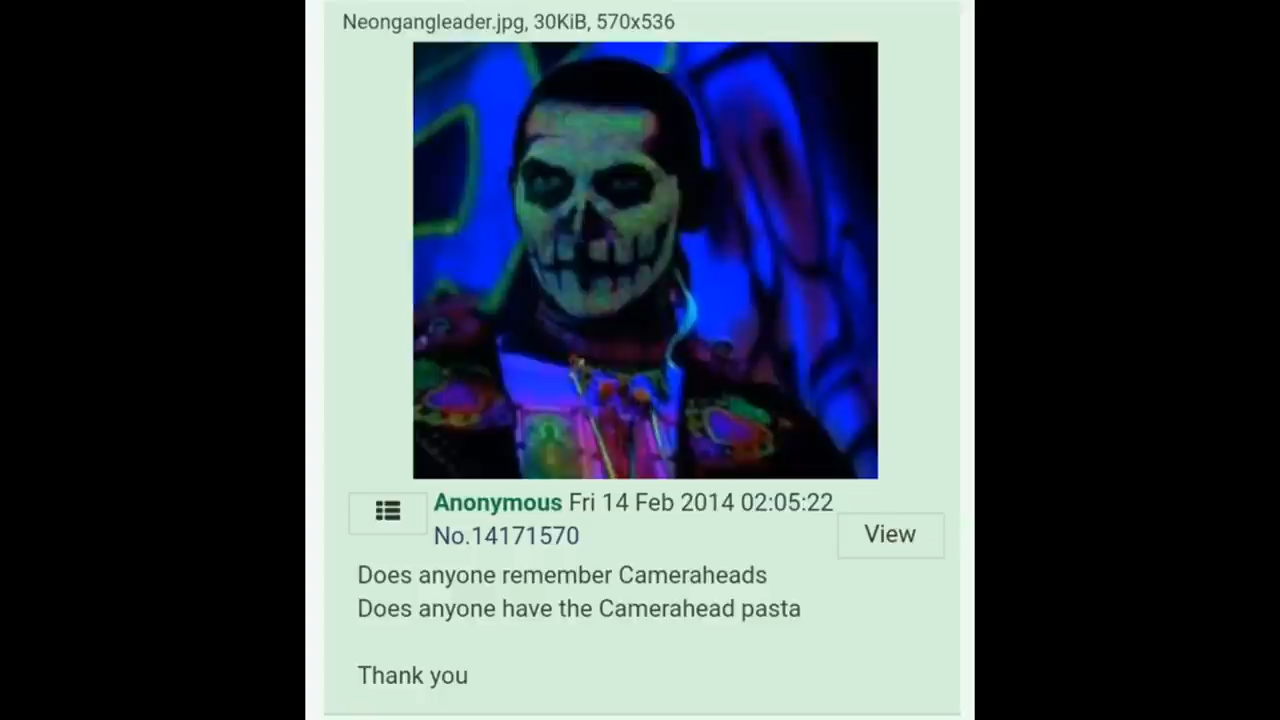 Neongangleader.jpg, 30KiB, 570x536
Anonymous Fri 14 Feb 2014 02:05:22
No.14171570
View
Does anyone remember Cameraheads
Does anyone have the Camerahead pasta
Thank you